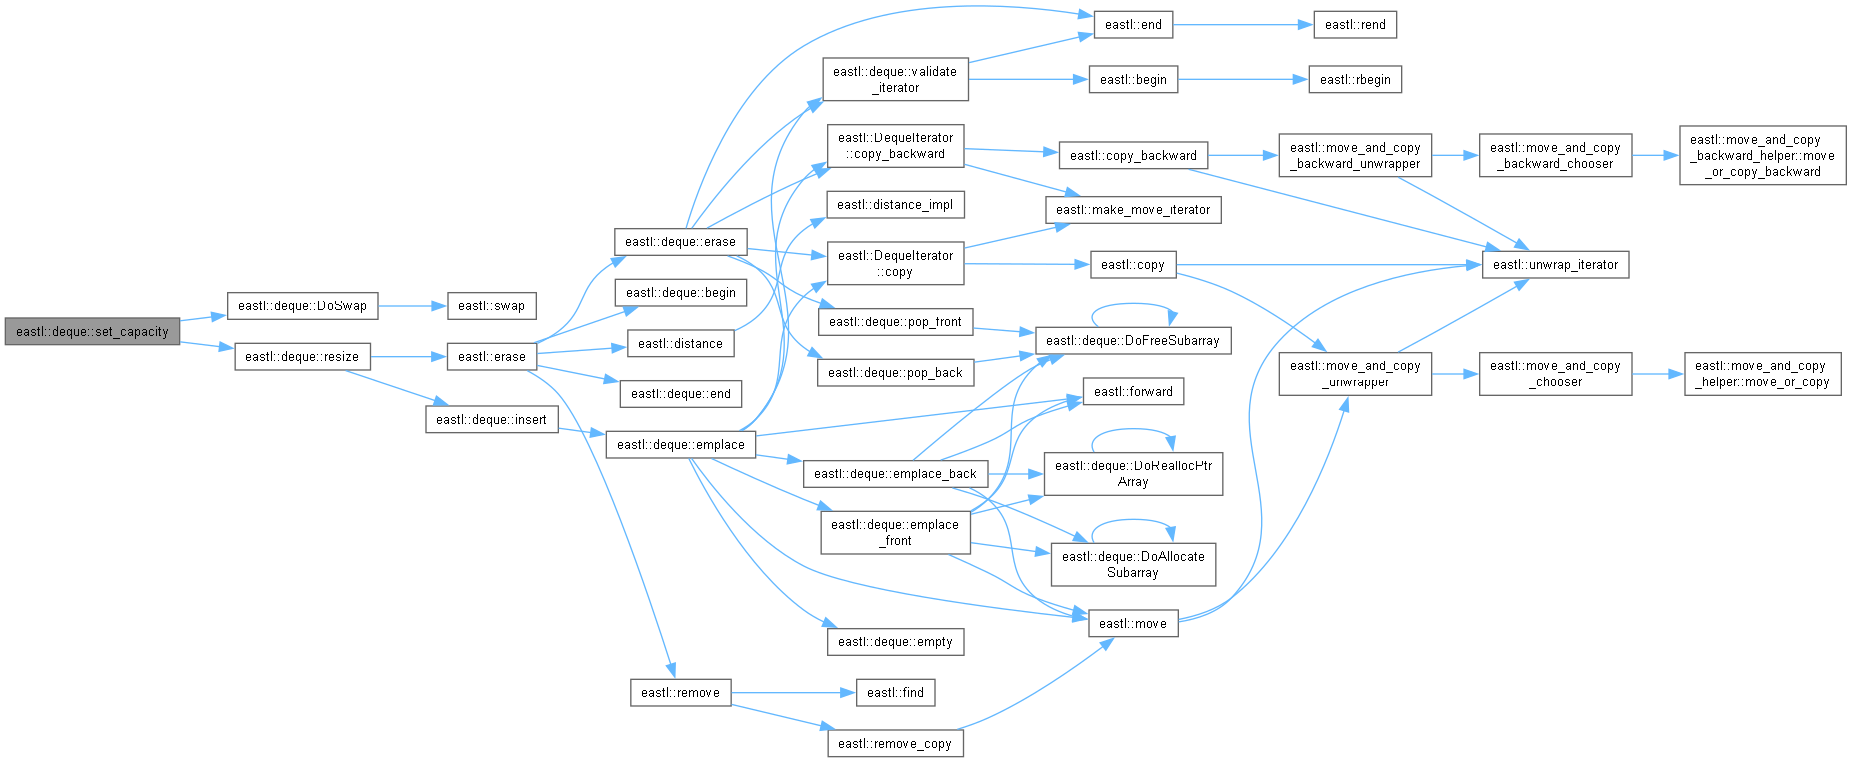 eastl::deque::set_capacity
eastl::deque::DoSwap
eastl::swap
eastl::deque::resize
eastl::erase
eastl::deque::insert
eastl::deque::erase
eastl::deque::begin
eastl::distance
eastl::deque::end
eastl::deque::emplace
eastl::remove
eastl::deque::validate
_iterator
eastl::DequeIterator
::copy_backward
eastl::distance_impl
eastl::DequeIterator
::copy
eastl::deque::pop_front
eastl::deque::pop_back
eastl::deque::emplace_back
eastl::deque::emplace
_front
eastl::deque::empty
eastl::find
eastl::remove_copy
eastl::end
eastl::rend
eastl::begin
eastl::rbegin
eastl::copy_backward
eastl::make_move_iterator
eastl::copy
eastl::deque::DoFreeSubarray
eastl::forward
eastl::deque::DoReallocPtr
Array
eastl::deque::DoAllocate
Subarray
eastl::move
eastl::move_and_copy
_backward_unwrapper
eastl::move_and_copy
_backward_chooser
eastl::move_and_copy
_backward_helper::move
_or_copy_backward
eastl::unwrap_iterator
eastl::move_and_copy
_unwrapper
eastl::move_and_copy
_chooser
eastl::move_and_copy
_helper::move_or_copy